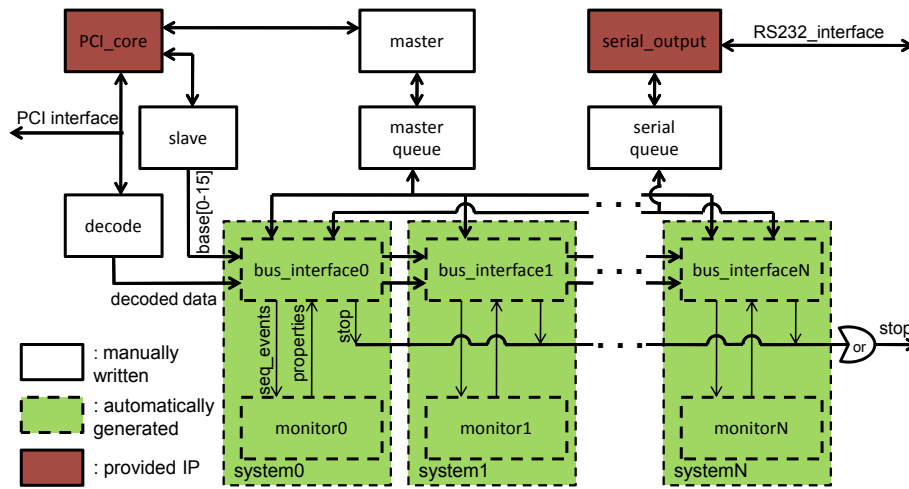 PCI_core
master
serial_output
RS232_interface
PCI interface
slave
master
queue
serial
queue
decode
base[0-15]
decoded data
bus_interface0
bus_interface1
bus_interfaceN
seq_events
properties
stop
or
stop
monitor0
monitor1
monitorN
system0
system1
systemN
: manually
written
: automatically
generated
: provided IP